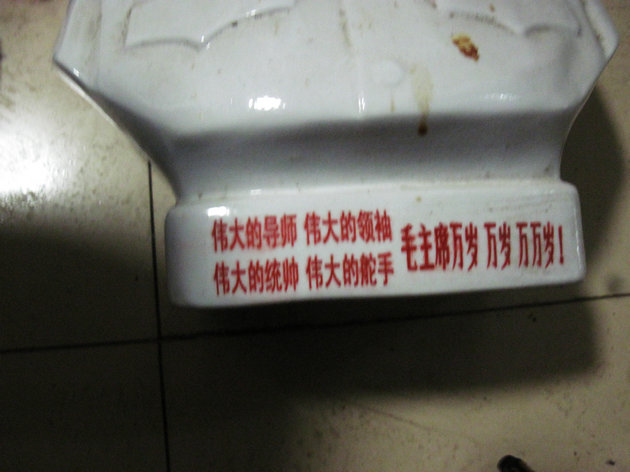 伟大的导师 伟大的领袖
伟大的统帅 伟大的舵手
毛主席万岁 万岁 万万岁!